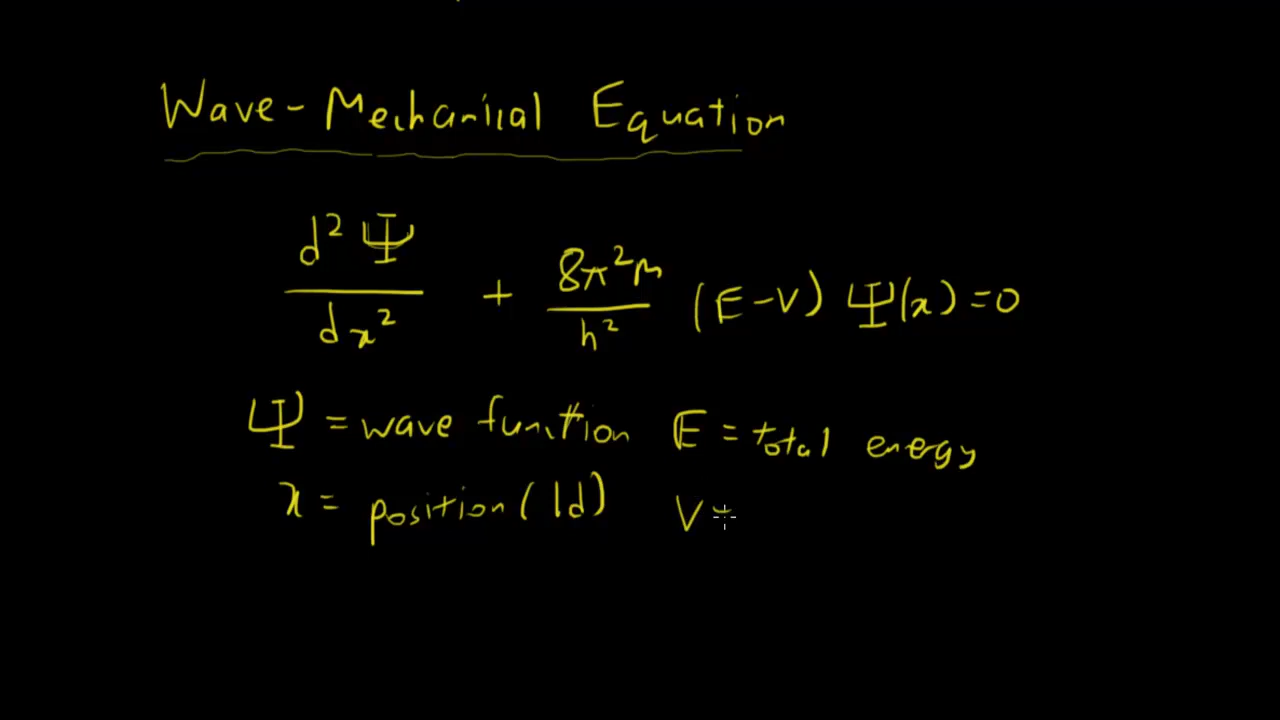 Wave-Mechanical Equation
d²Ψ/dx² + 8π²m/h² (E-V) Ψ(x) = 0
Ψ = wave function E = total energy
x = position (1d) V =